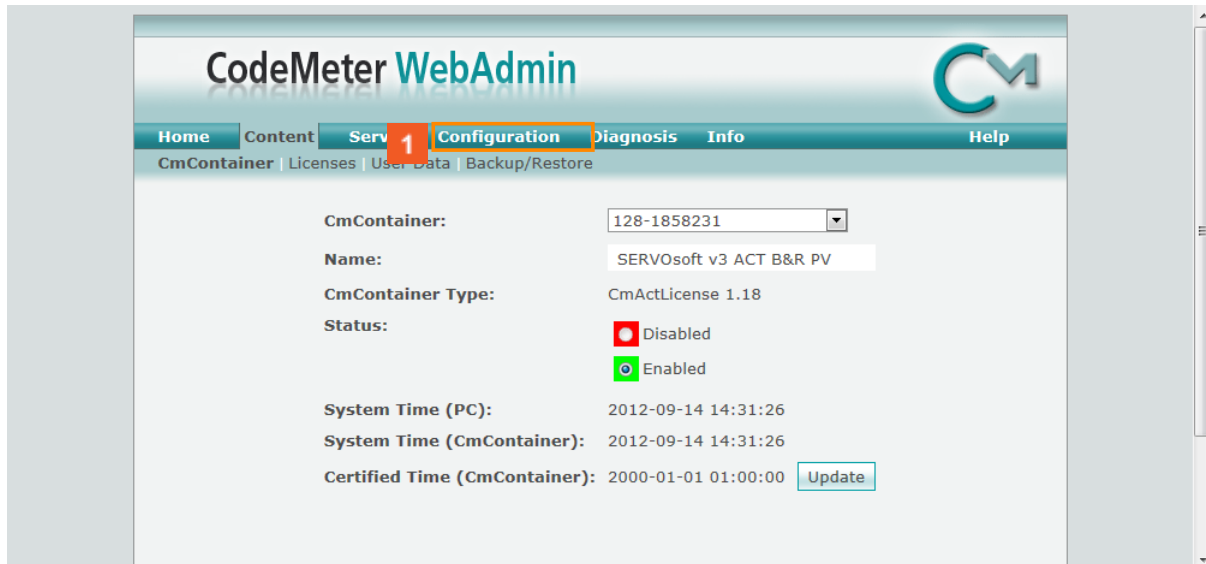 CodeMeter WebAdmin
CM
Home Content Serv 1 Configuration Diagnosis Info Help
CmContainer | Licenses | User Data | Backup/Restore
CmContainer: 128-1858231
Name: SERVOsoft v3 ACT B&R PV
CmContainer Type: CmActLicense 1.18
Status: Disabled
Enabled
System Time (PC): 2012-09-14 14:31:26
System Time (CmContainer): 2012-09-14 14:31:26
Certified Time (CmContainer): 2000-01-01 01:00:00 Update